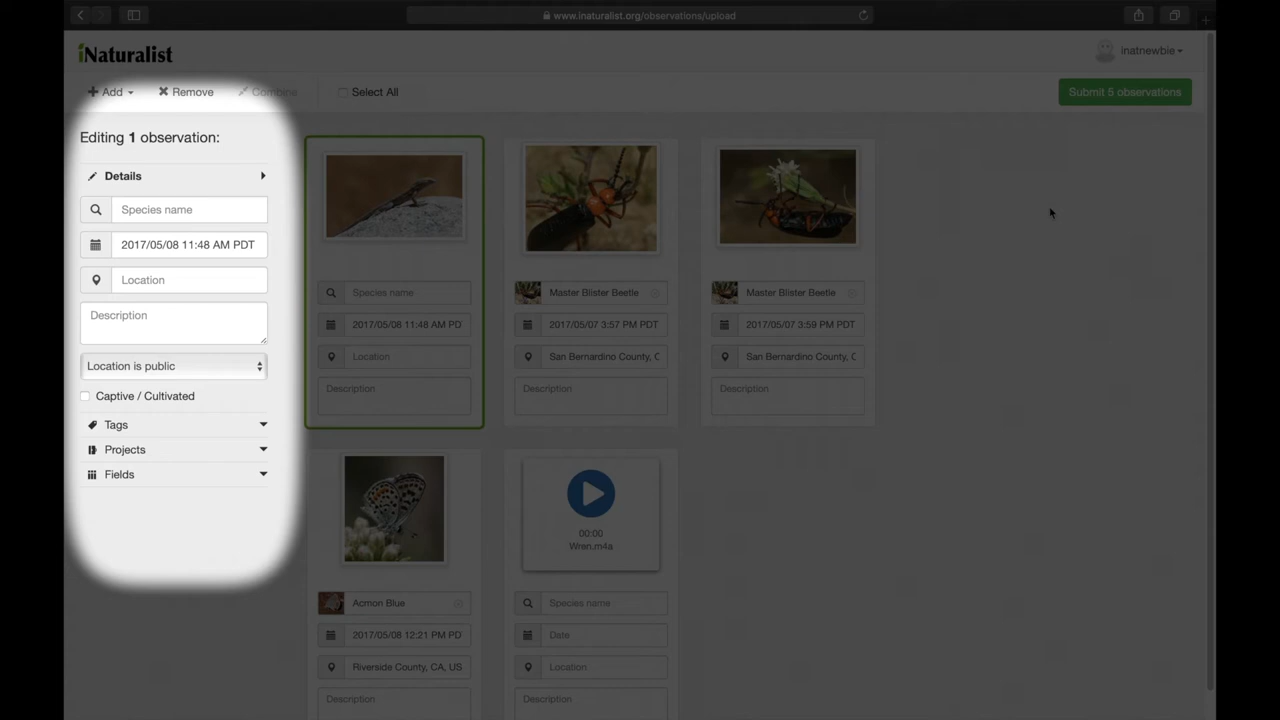 www.inaturalist.org/observations/upload
iNaturalist
inatnewbie
Add
Remove
Combine
Select All
Submit 5 observations
Editing 1 observation:
Details
Species name
2017/05/08 11:48 AM PDT
Location
Description
Location is public
Captive / Cultivated
Tags
Projects
Fields
Species name
2017/05/08 11:48 AM PD
Location
Description
Master Blister Beetle
2017/05/07 3:57 PM PDT
San Bernardino County, C
Description
Master Blister Beetle
2017/05/07 3:59 PM PDT
San Bernardino County, C
Description
Acmon Blue
2017/05/08 12:21 PM PD
Riverside County, CA, US
Description
00:00
Wren.m4a
Species name
Date
Location
Description